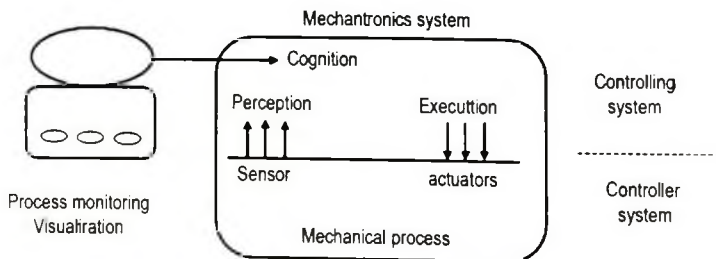 Mechantronics system
Cognition
Perception
Executtion
Controlling
system
Sensor
actuators
Controller
system
Process monitoring
Visualiration
Mechanical process